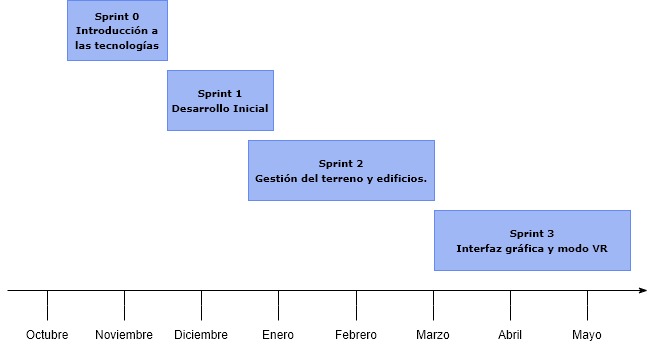 Sprint 0
Introducción a
las tecnologías
Sprint 1
Desarrollo Inicial
Sprint 2
Gestión del terreno y edificios.
Sprint 3
Interfaz gráfica y modo VR
Octubre Noviembre Diciembre Enero Febrero Marzo Abril Mayo